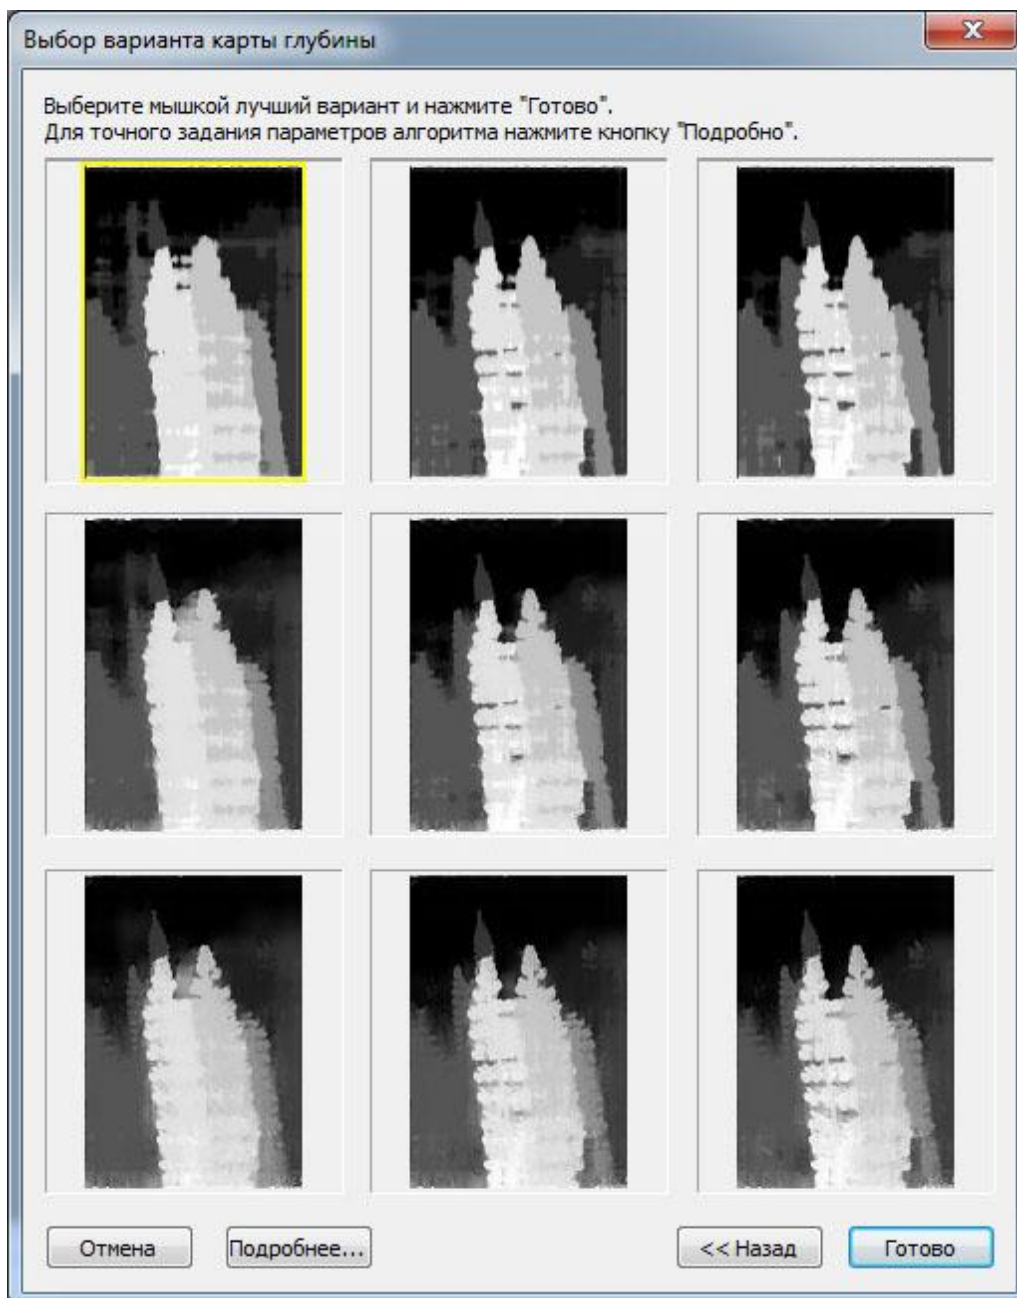 Выбор варианта карты глубины
Выберите мышкой лучший вариант и нажмите "Готово".
Для точного задания параметров алгоритма нажмите кнопку "Подробно".
Отмена
Подробнее...
<< Назад
Готово